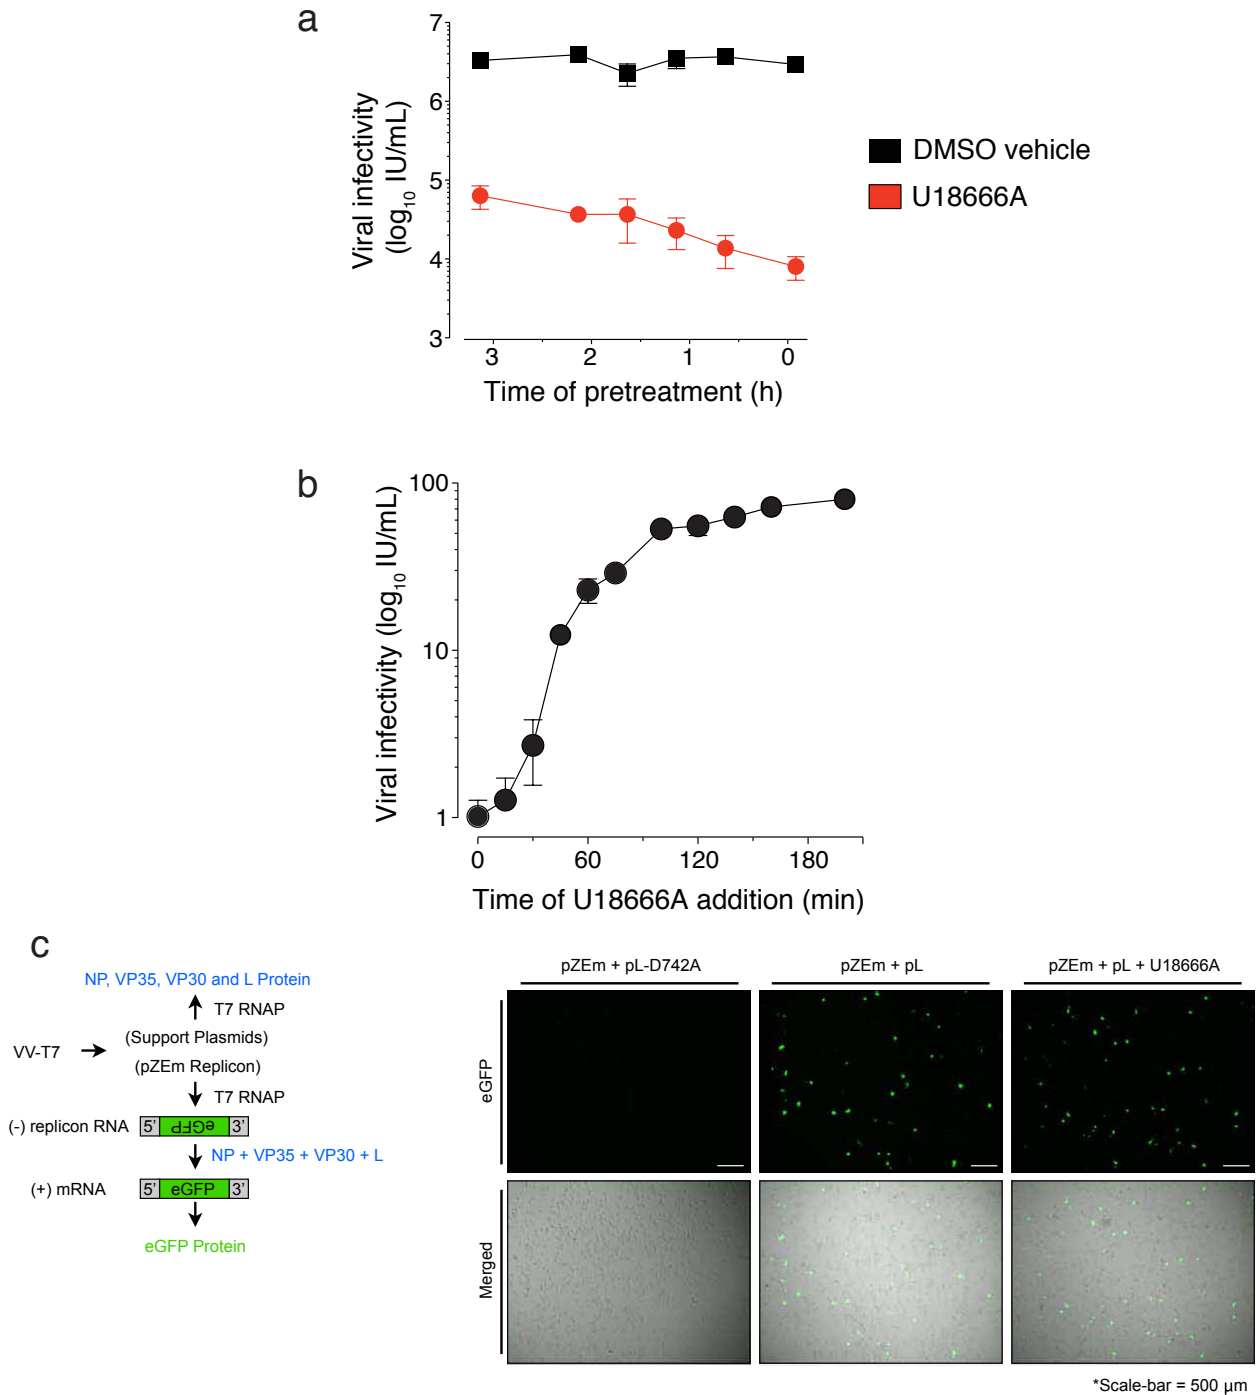 a
7
6
5
4
3
Viral infectivity
(log10 IU/mL)
3 2 1 0
Time of pretreatment (h)
DMSO vehicle
U18666A
b
100
10
1
Viral infectivity (log10 IU/mL)
0 60 120 180
Time of U18666A addition (min)
c
NP, VP35, VP30 and L Protein
T7 RNAP
(Support Plasmids)
VV-T7
(pZEm Replicon)
T7 RNAP
(-) replicon RNA 5' eGFP 3'
NP + VP35 + VP30 + L
(+) mRNA 5' eGFP 3'
eGFP Protein
pZEm + pL-D742A pZEm + pL pZEm + pL + U18666A
eGFP
Merged
*Scale-bar = 500 µm